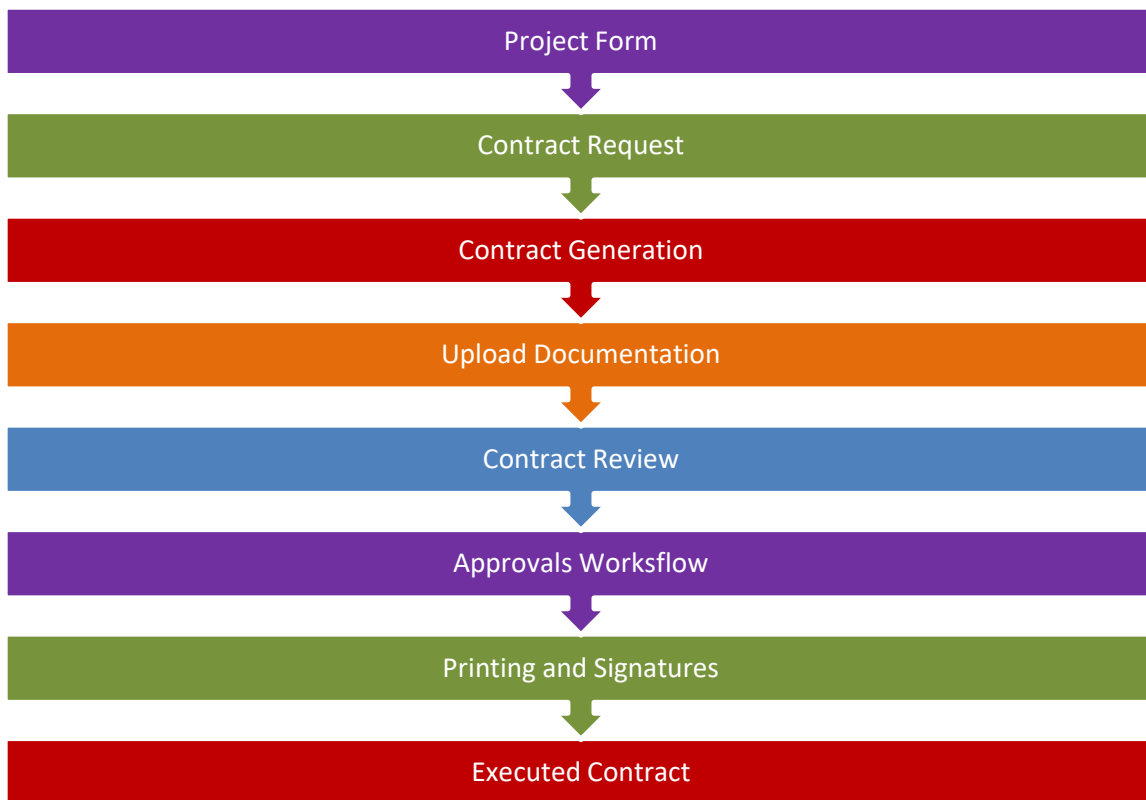 Project Form
Contract Request
Contract Generation
Upload Documentation
Contract Review
Approvals Worksflow
Printing and Signatures
Executed Contract